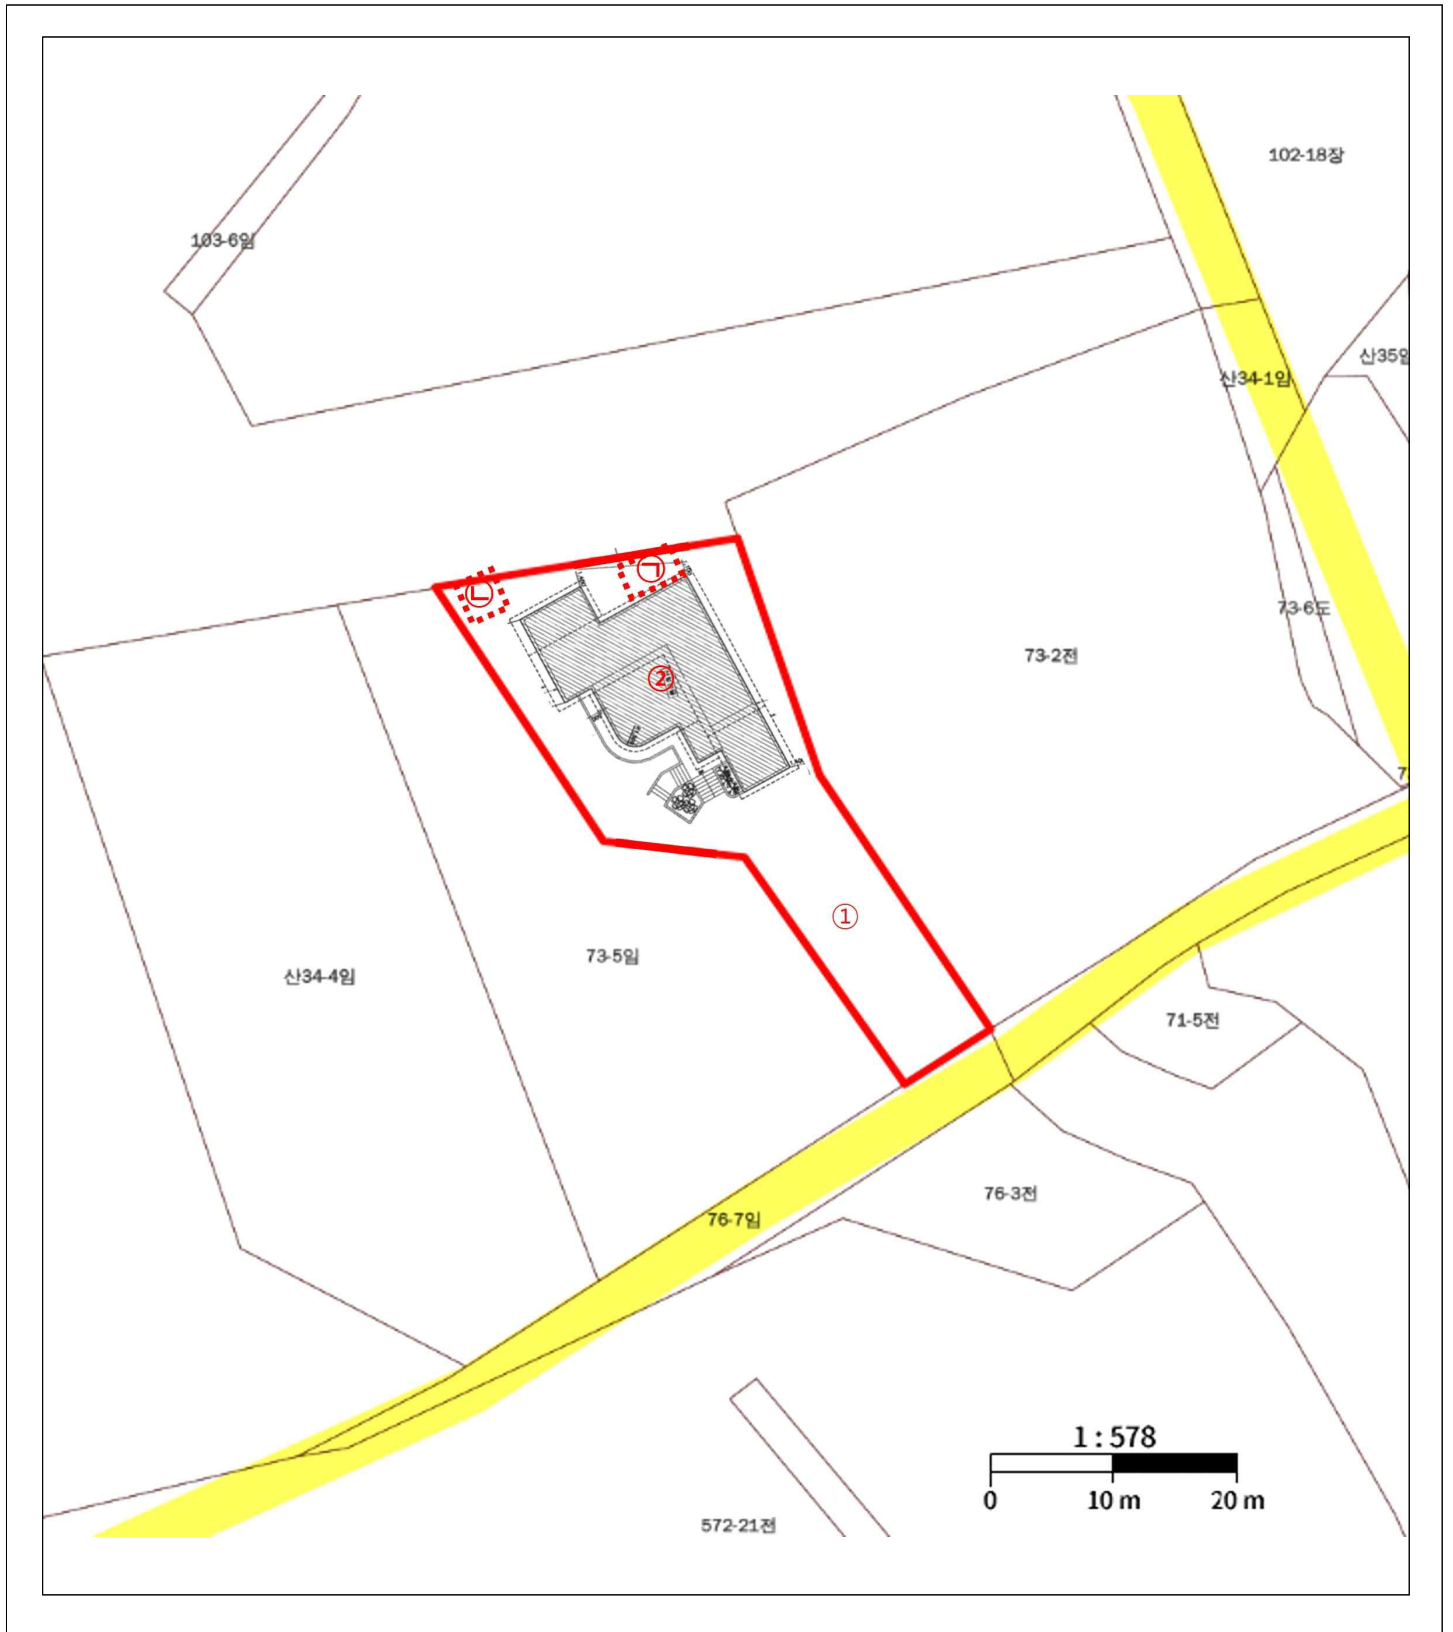 102-18장
103-6임
산35임
산34-1임
㉠
㉡
73-6도
73-2전
②
7
①
73-5임
산34-4임
71-5전
76-3전
76-7임
1 : 578
0 10 m 20 m
572-21전